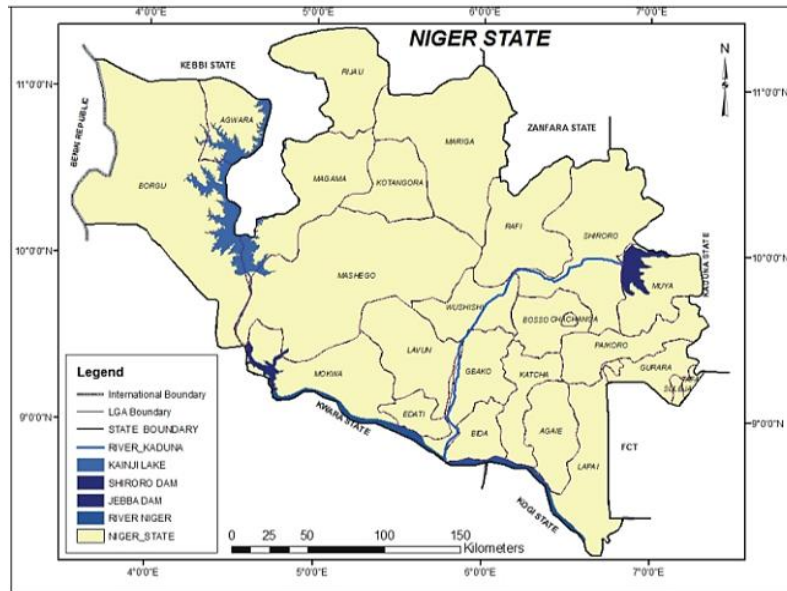 4°0'0"E 5°0'0"E 6°0'0"E 7°0'0"E
NIGER STATE
KEBBI STATE
RIJAU
N
11°0'0"N
11°0'0"N
AGWARA
ZANFARA STATE
BENIN REPUBLIC
MARIGA
MAGAMA
KOTANGORA
BORGU
RAFI
SHIRORO
10°0'0"N
10°0'0"N
KADUNA STATE
MASHEGO
MUYA
WUSHISHI
BOSSO
CHACHANGA
LAVUN
PAIKORO
GURARA
Legend
MOKWA
GBAKO
KATCHA
SULEJA
International Boundary
LGA Boundary
STATE BOUNDARY
RIVER_KADUNA
KAINJI LAKE
SHIRORO DAM
JEBBA DAM
RIVER NIGER
NIGER_STATE
9°0'0"N
9°0'0"N
KWARA STATE
EDATI
BIDA
AGAIE
LAPAI
FCT
KOGI STATE
0 25 50 100 150
Kilometers
4°0'0"E 5°0'0"E 6°0'0"E 7°0'0"E